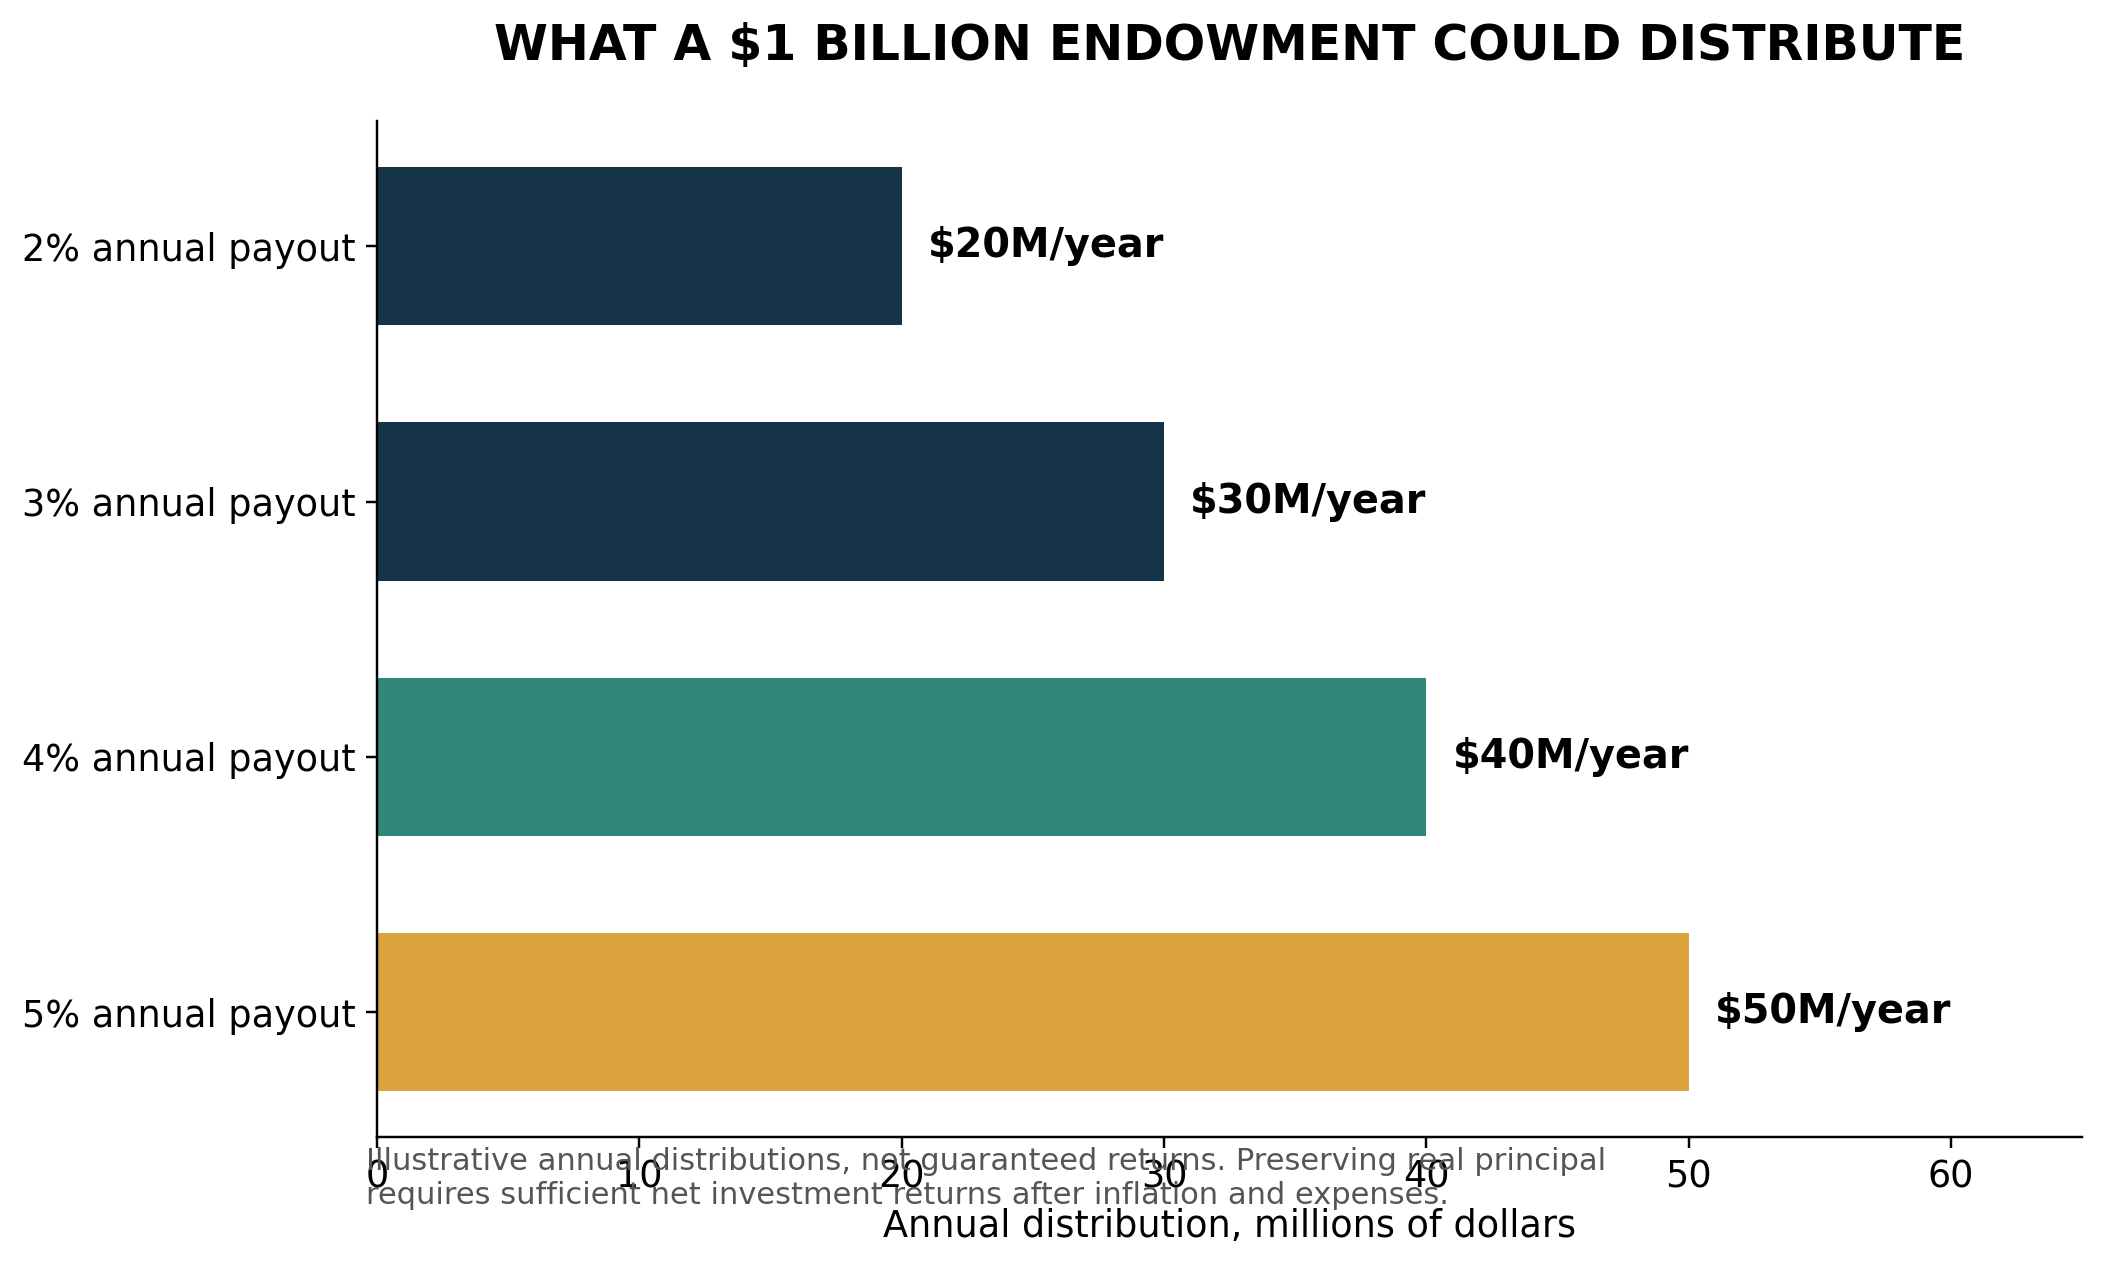 WHAT A $1 BILLION ENDOWMENT COULD DISTRIBUTE
2% annual payout
$20M/year
3% annual payout
$30M/year
4% annual payout
$40M/year
5% annual payout
$50M/year
0 10 20 30 40 50 60
Illustrative annual distributions, not guaranteed returns. Preserving real principal
requires sufficient net investment returns after inflation and expenses.
Annual distribution, millions of dollars